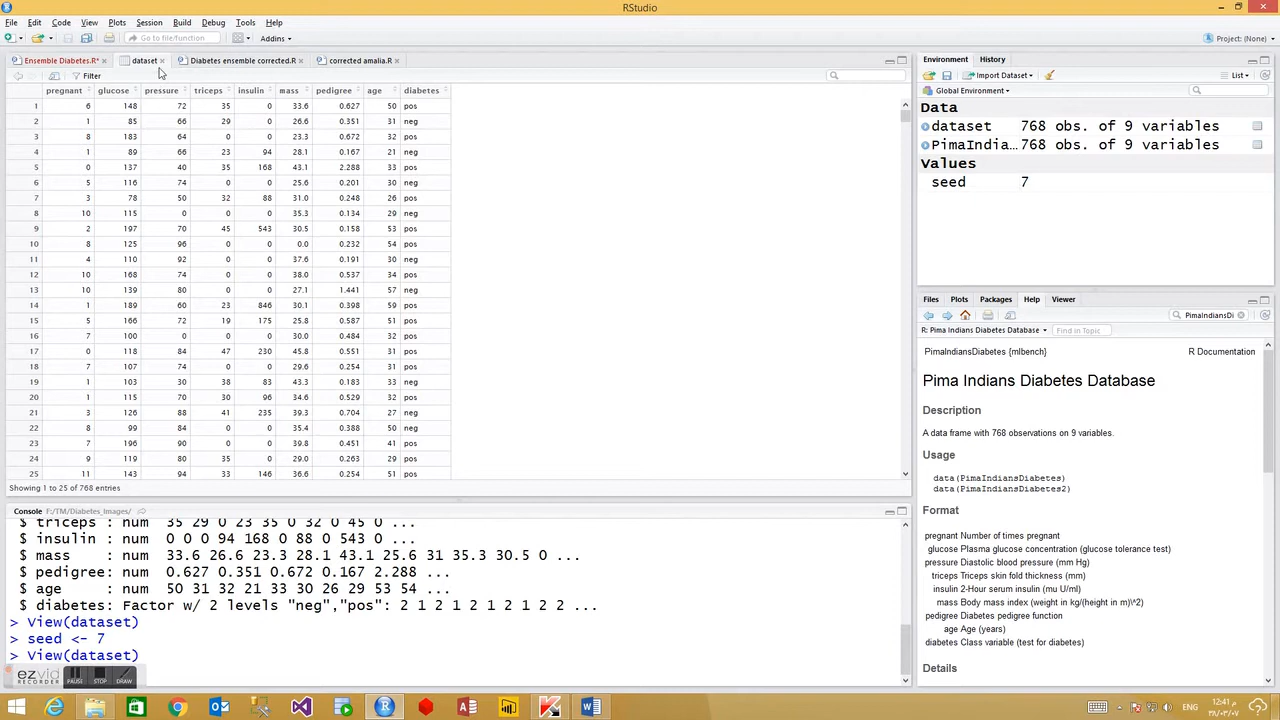 RStudio
File Edit Code View Plots Session Build Debug Tools Help
Go to file/function Addins Project: (None)
Ensemble Diabetes.R* dataset Diabetes ensemble corrected.R corrected amalia.R
Filter
pregnant glucose pressure triceps insulin mass pedigree age diabetes
1 6 148 72 35 0 33.6 0.627 50 pos
2 1 85 66 29 0 26.6 0.351 31 neg
3 8 183 64 0 0 23.3 0.672 32 pos
4 1 89 66 23 94 28.1 0.167 21 neg
5 0 137 40 35 168 43.1 2.288 33 pos
6 5 116 74 0 0 25.6 0.201 30 neg
7 3 78 50 32 88 31.0 0.248 26 pos
8 10 115 0 0 0 35.3 0.134 29 neg
9 2 197 70 45 543 30.5 0.158 53 pos
10 8 125 96 0 0 0.0 0.232 54 pos
11 4 110 92 0 0 37.6 0.191 30 neg
12 10 168 74 0 0 38.0 0.537 34 pos
13 10 139 80 0 0 27.1 1.441 57 neg
14 1 189 60 23 846 30.1 0.398 59 pos
15 5 166 72 19 175 25.8 0.587 51 pos
16 7 100 0 0 0 30.0 0.484 32 pos
17 0 118 84 47 230 45.8 0.551 31 pos
18 7 107 74 0 0 29.6 0.254 31 pos
19 1 103 30 38 83 43.3 0.183 33 neg
20 1 115 70 30 96 34.6 0.529 32 pos
21 3 126 88 41 235 39.3 0.704 27 neg
22 8 99 84 0 0 35.4 0.388 50 neg
23 7 196 90 0 0 39.8 0.451 41 pos
24 9 119 80 35 0 29.0 0.263 29 pos
25 11 143 94 33 146 36.6 0.254 51 pos
Showing 1 to 25 of 768 entries
Console F:/TM/Diabetes_Images/
$ triceps : num 35 29 0 23 35 0 32 0 45 0 ...
$ insulin : num 0 0 0 94 168 0 88 0 543 0 ...
$ mass : num 33.6 26.6 23.3 28.1 43.1 25.6 31 35.3 30.5 0 ...
$ pedigree: num 0.627 0.351 0.672 0.167 2.288 ...
$ age : num 50 31 32 21 33 30 26 29 53 54 ...
$ diabetes: Factor w/ 2 levels "neg","pos": 2 1 2 1 2 1 2 1 2 2 ...
> View(dataset)
> seed <- 7
> View(dataset)
ezvid RECORDER PAUSE STOP DRAW
Environment History
Import Dataset List
Global Environment
Data
dataset 768 obs. of 9 variables
PimaIndia… 768 obs. of 9 variables
Values
seed 7
Files Plots Packages Help Viewer
PimaIndiansDi
R: Pima Indians Diabetes Database Find in Topic
PimaIndiansDiabetes {mlbench} R Documentation
Pima Indians Diabetes Database
Description
A data frame with 768 observations on 9 variables.
Usage
data(PimaIndiansDiabetes)
data(PimaIndiansDiabetes2)
Format
pregnant Number of times pregnant
glucose Plasma glucose concentration (glucose tolerance test)
pressure Diastolic blood pressure (mm Hg)
triceps Triceps skin fold thickness (mm)
insulin 2-Hour serum insulin (mu U/ml)
mass Body mass index (weight in kg/(height in m)\^2)
pedigree Diabetes pedigree function
age Age (years)
diabetes Class variable (test for diabetes)
Details
ENG